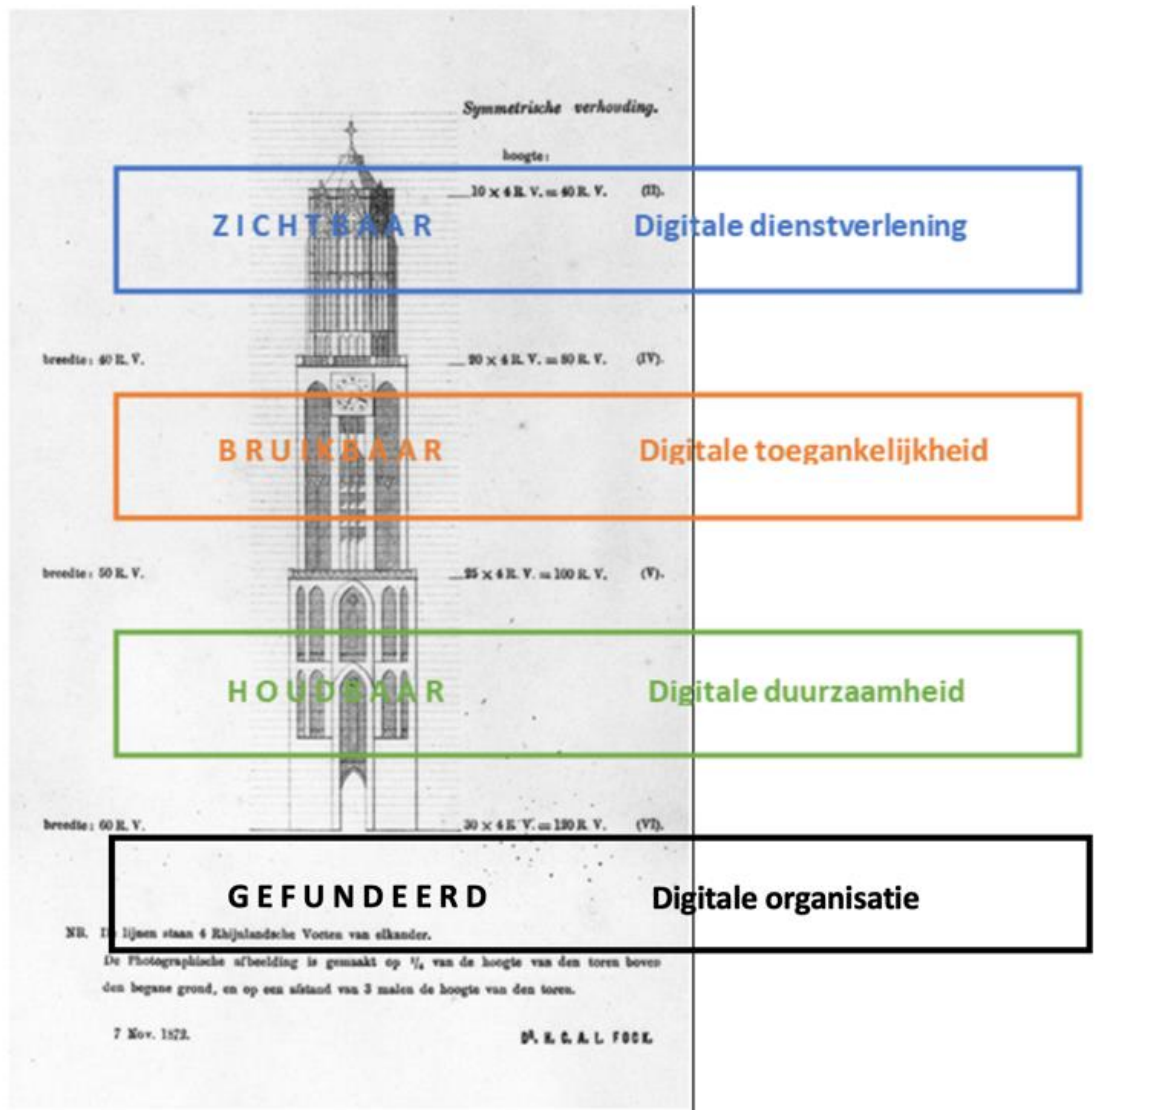 Symmetrische verhouding.
hoogte:
10 × 4 R. V. = 40 R. V. (II).
ZICHTBAAR Digitale dienstverlening
breedte: 40 R. V. 20 × 4 R. V. = 80 R. V. (IV).
BRUIKBAAR Digitale toegankelijkheid
breedte: 50 R. V. 25 × 4 R. V. = 100 R. V. (V).
HOUDBAAR Digitale duurzaamheid
breedte: 60 R. V. 30 × 4 R. V. = 120 R. V. (VI).
GEFUNDEERD Digitale organisatie
NB. De lijnen staan 4 Rhijnlandsche Voeten van elkander.
De Photographische afbeelding is gemaakt op van de hoogte van den toren boven
den begane grond, en op een afstand van 3 malen de hoogte van den toren.
7 Nov. 1872. DR. H. C. A. L. FOCK.